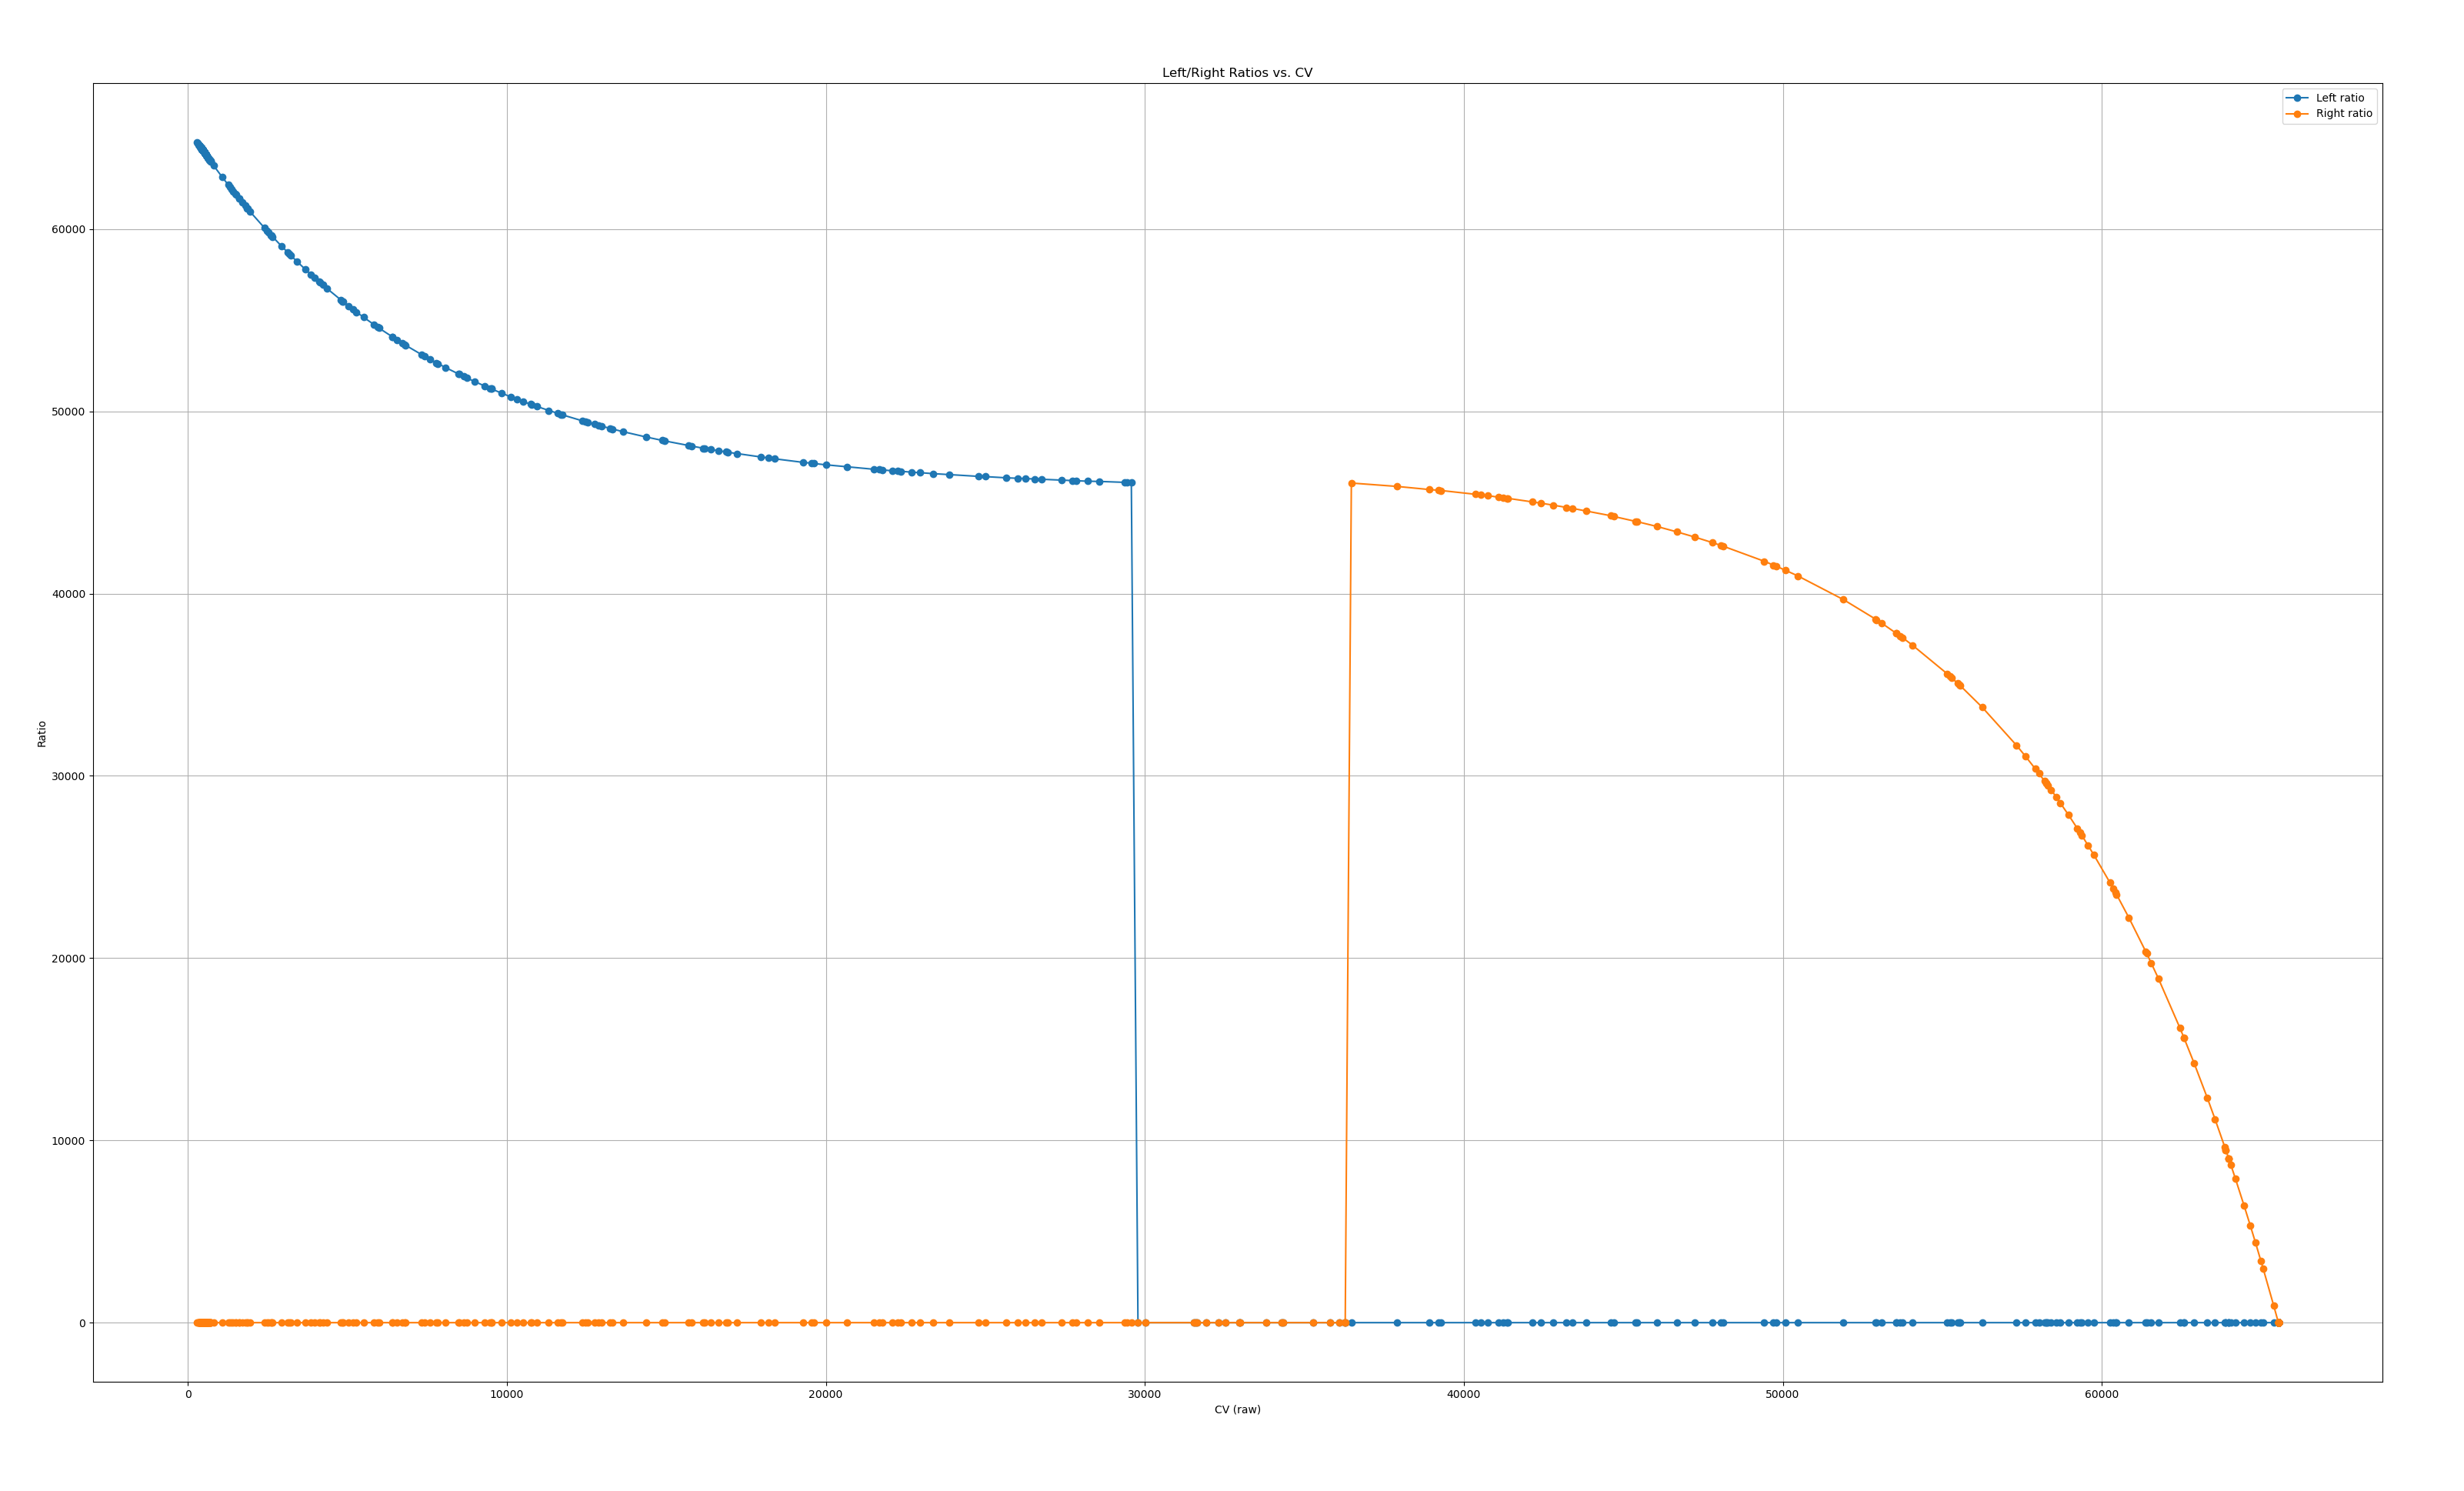 Left/Right Ratios vs. CV
Left ratio
Right ratio
60000
50000
40000
30000
20000
10000
0
Ratio
0 10000 20000 30000 40000 50000 60000
CV (raw)